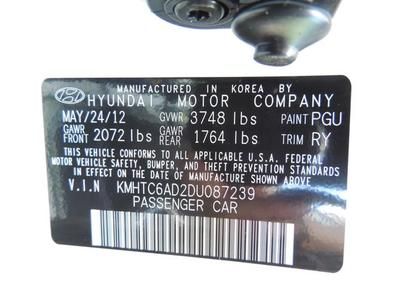 MANUFACTURED IN KOREA BY
HYUNDAI MOTOR COMPANY
MAY/24/12 GVWR 3748 lbs PAINT PGU
GAWR FRONT 2072 lbs GAWR REAR 1764 lbs TRIM RY
THIS VEHICLE CONFORMS TO ALL APPLICABLE U.S.A. FEDERAL
MOTOR VEHICLE SAFETY, BUMPER, AND THEFT PREVENTION STANDARDS
IN EFFECT ON THE DATE OF MANUFACTURE SHOWN ABOVE.
V.I.N KMHTC6AD2DU087239
PASSENGER CAR